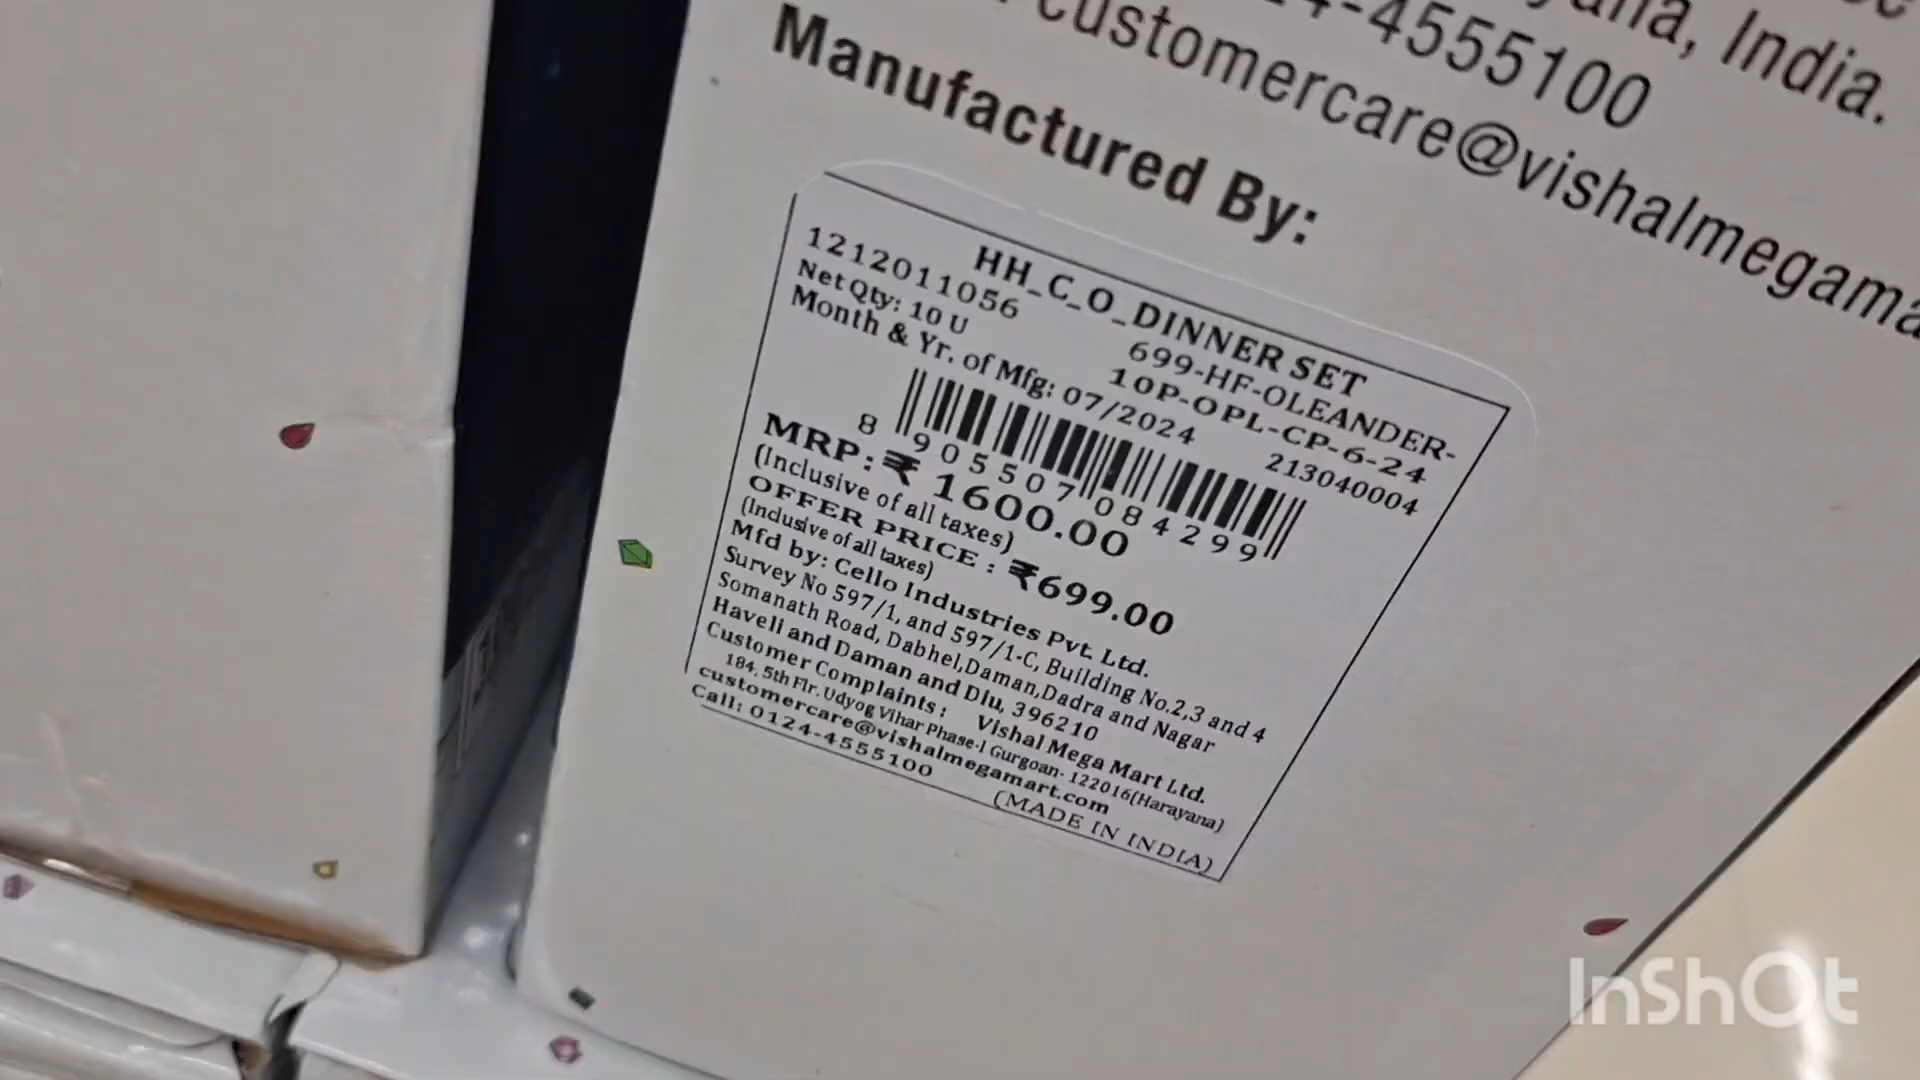 yana, India.
4-4555100
customercare@vishalmegama
Manufactured By:
HH_C_O_DINNER SET
1212011056
699-HF-OLEANDER-
Net Qty: 10 U
10P-OPL-CP-6-24
Month & Yr. of Mfg: 07/2024
213040004
8 905507 084299
MRP: ₹ 1600.00
(Inclusive of all taxes)
OFFER PRICE : ₹699.00
(Inclusive of all taxes)
Mfd by: Cello Industries Pvt. Ltd.
Survey No 597/1, and 597/1-C, Building No.2,3 and 4
Somanath Road, Dabhel,Daman,Dadra and Nagar
Haveli and Daman and Diu, 396210
Customer Complaints : Vishal Mega Mart Ltd.
184, 5th Flr. Udyog Vihar Phase-I Gurgoan- 122016(Harayana)
customercare@vishalmegamart.com
Call: 0124-4555100
(MADE IN INDIA)
InShOt